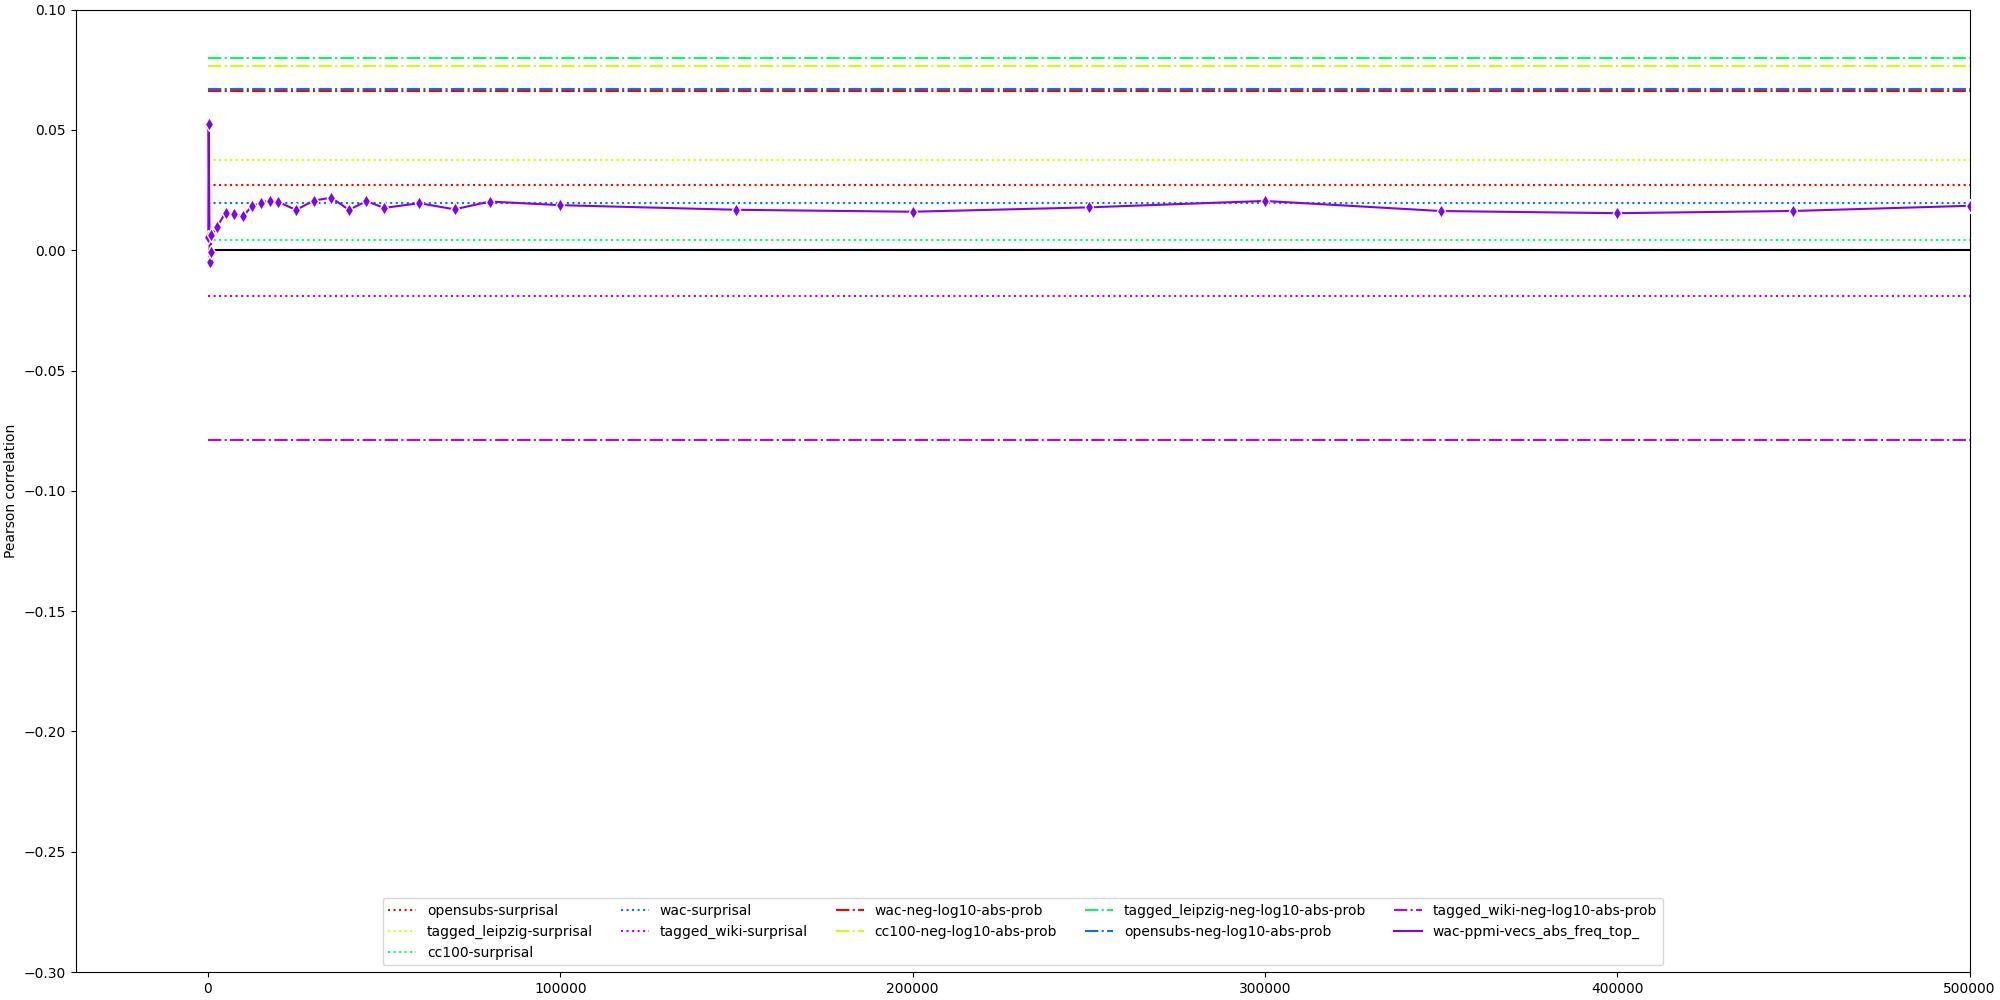 0.10
0.05
0.00
−0.05
−0.10
−0.15
−0.20
−0.25
−0.30
Pearson correlation
opensubs-surprisal
tagged_leipzig-surprisal
cc100-surprisal
wac-surprisal
tagged_wiki-surprisal
wac-neg-log10-abs-prob
cc100-neg-log10-abs-prob
tagged_leipzig-neg-log10-abs-prob
opensubs-neg-log10-abs-prob
tagged_wiki-neg-log10-abs-prob
wac-ppmi-vecs_abs_freq_top_
0 100000 200000 300000 400000 500000